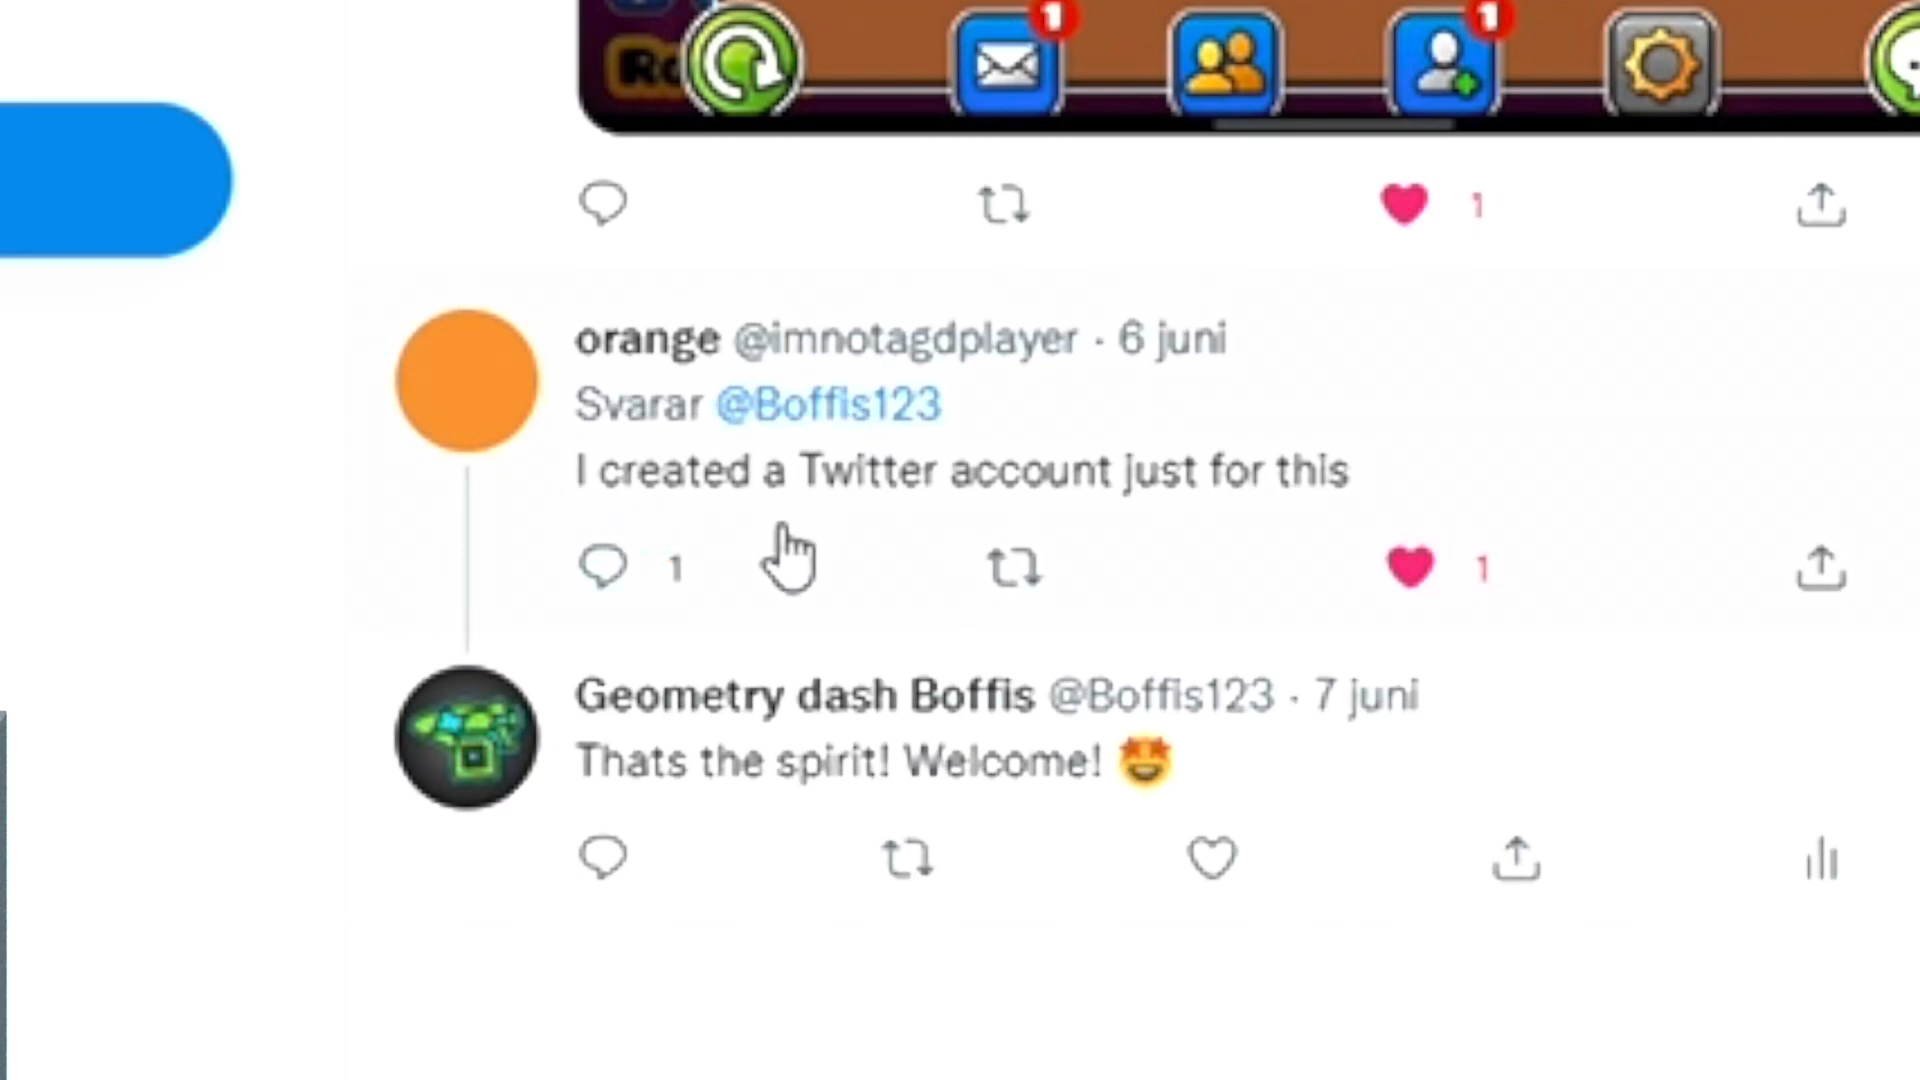 1 1
1
orange @imnotagdplayer · 6 juni
Svarar @Boffis123
I created a Twitter account just for this
1 1
Geometry dash Boffis @Boffis123 · 7 juni
Thats the spirit! Welcome! 🤩